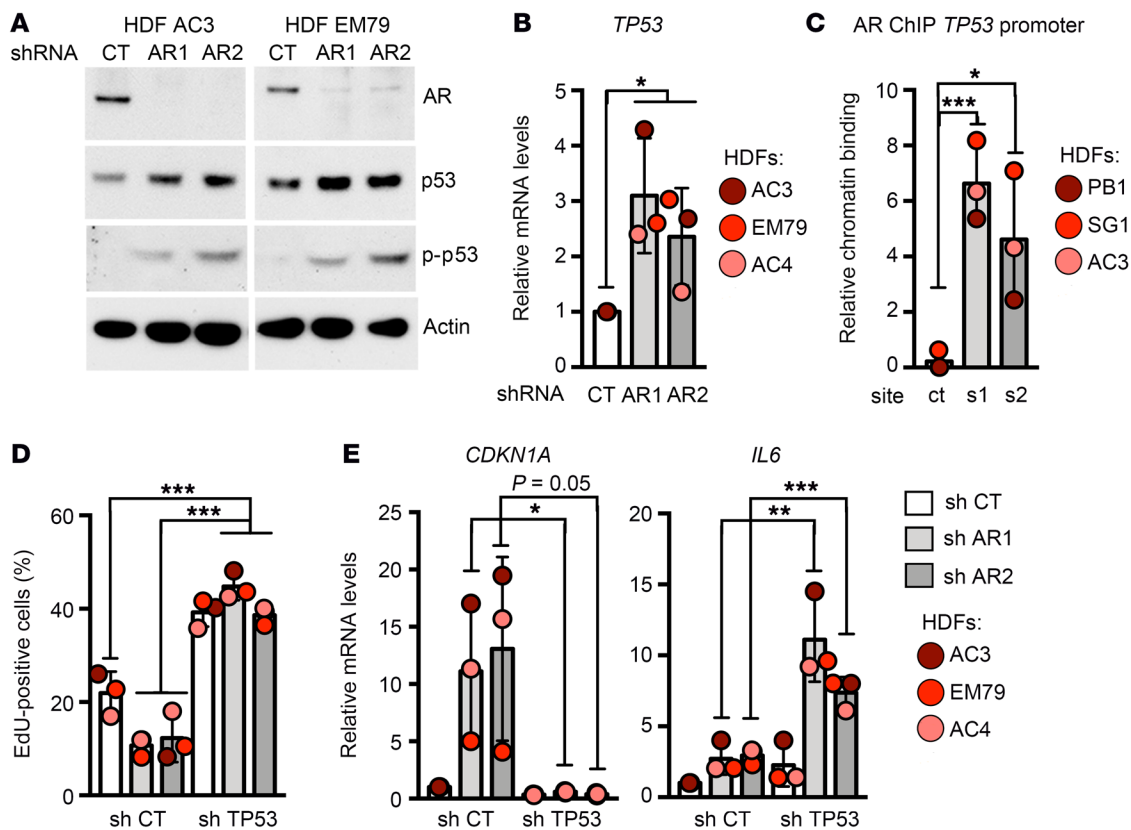 A
HDF AC3 HDF EM79
shRNA CT AR1 AR2 CT AR1 AR2
AR
p53
p-p53
Actin
B
TP53
*
Relative mRNA levels
5
4
3
2
1
0
shRNA CT AR1 AR2
HDFs:
AC3
EM79
AC4
C
AR ChIP TP53 promoter
*
***
Relative chromatin binding
10
8
6
4
2
0
site ct s1 s2
HDFs:
PB1
SG1
AC3
D
***
***
EdU-positive cells (%)
60
40
20
0
sh CT sh TP53
E
CDKN1A
P = 0.05
*
Relative mRNA levels
25
20
15
10
5
0
sh CT sh TP53
IL6
***
**
20
15
10
5
0
sh CT sh TP53
sh CT
sh AR1
sh AR2
HDFs:
AC3
EM79
AC4